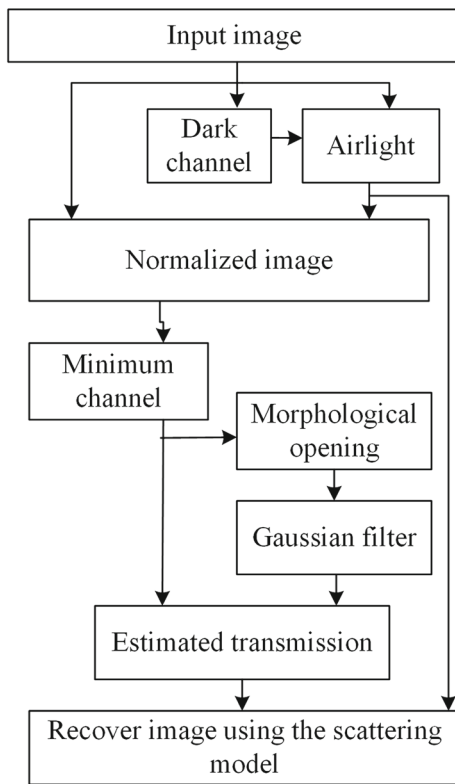 Input image
Dark
channel
Airlight
Normalized image
Minimum
channel
Morphological
opening
Gaussian filter
Estimated transmission
Recover image using the scattering
model